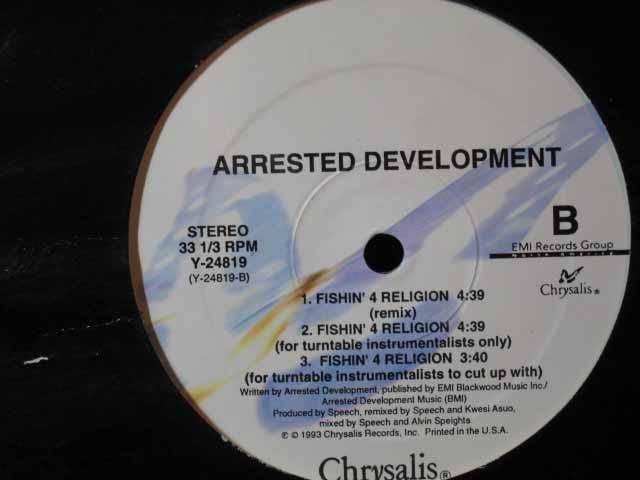 ARRESTED DEVELOPMENT
STEREO
33 1/3 RPM
Y-24819
(Y-24819-B)
B
EMI Records Group
North America
Chrysalis®
1. FISHIN' 4 RELIGION 4:39
(remix)
2. FISHIN' 4 RELIGION 4:39
(for turntable instrumentalists only)
3. FISHIN' 4 RELIGION 3:40
(for turntable instrumentalists to cut up with)
Written by Arrested Development, published by EMI Blackwood Music Inc./
Arrested Development Music (BMI)
Produced by Speech, remixed by Speech and Kwesi Asuo,
mixed by Speech and Alvin Speights
℗ © 1993 Chrysalis Records, Inc. Printed in the U.S.A.
Chrysalis®